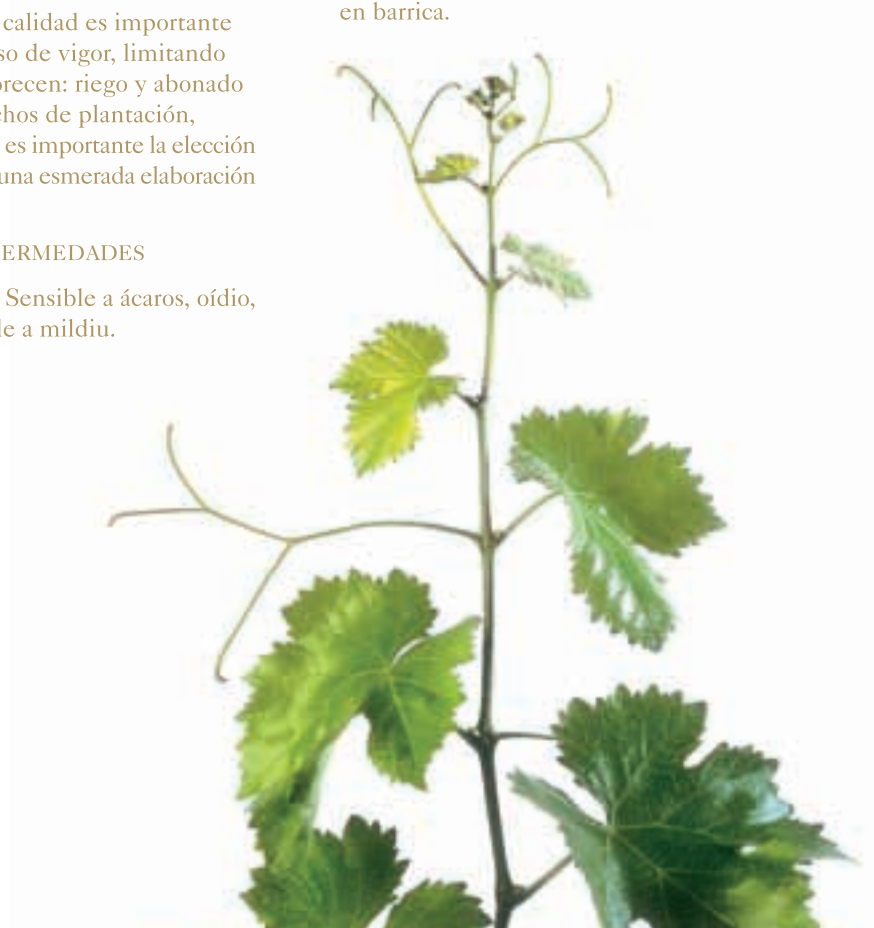 calidad es importante
so de vigor, limitando
orecen: riego y abonado
chos de plantación,
es importante la elección
una esmerada elaboración
ERMEDADES
Sensible a ácaros, oídio,
le a mildiu.
en barrica.